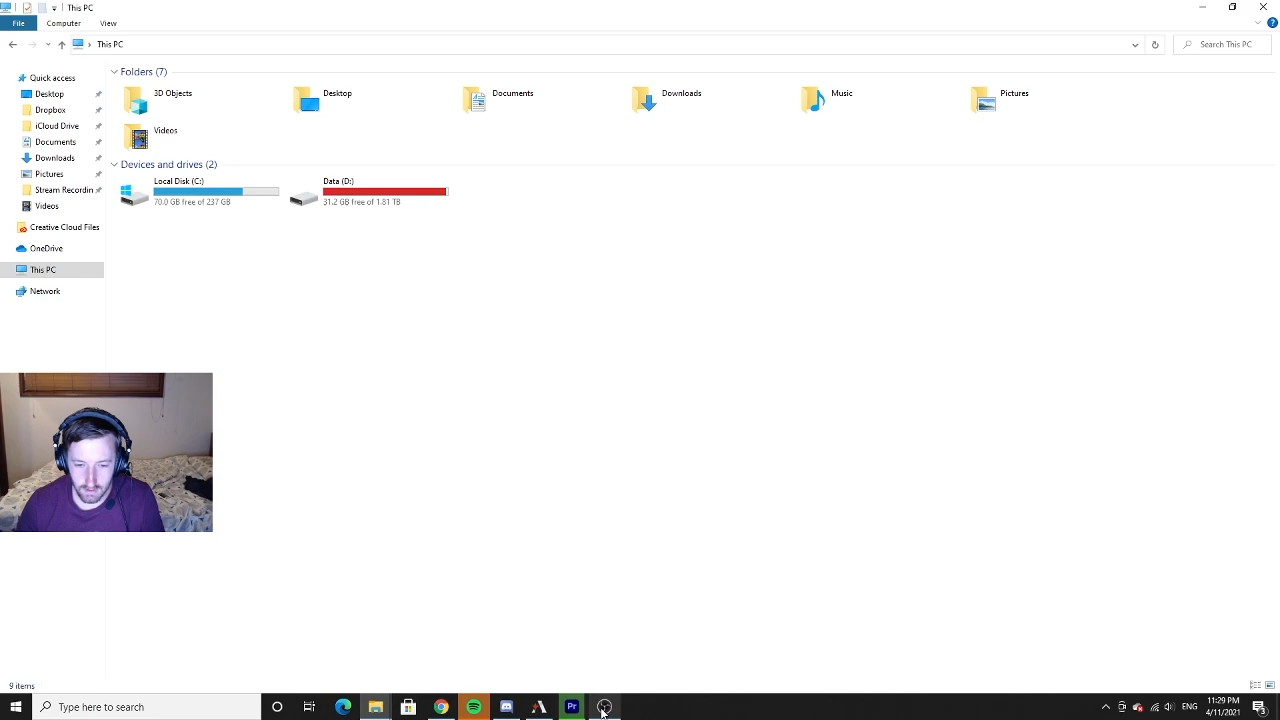 This PC
File Computer View
This PC
Search This PC
Quick access
Desktop
Dropbox
iCloud Drive
Documents
Downloads
Pictures
Stream Recordin
Videos
Creative Cloud Files
OneDrive
This PC
Network
Folders (7)
3D Objects
Desktop
Documents
Downloads
Music
Pictures
Videos
Devices and drives (2)
Local Disk (C:)
70.0 GB free of 237 GB
Data (D:)
31.2 GB free of 1.81 TB
9 items
Type here to search
Pr
ENG
11:29 PM
4/11/2021